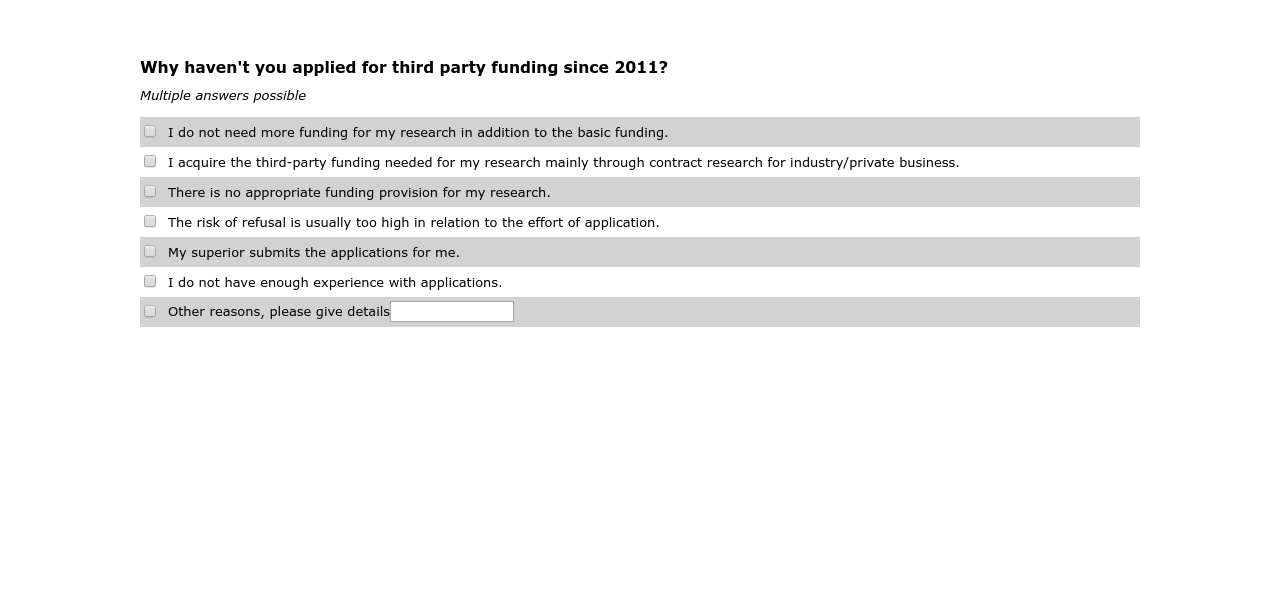 Why haven't you applied for third party funding since 2011?
Multiple answers possible
I do not need more funding for my research in addition to the basic funding.
I acquire the third-party funding needed for my research mainly through contract research for industry/private business.
There is no appropriate funding provision for my research.
The risk of refusal is usually too high in relation to the effort of application.
My superior submits the applications for me.
I do not have enough experience with applications.
Other reasons, please give details